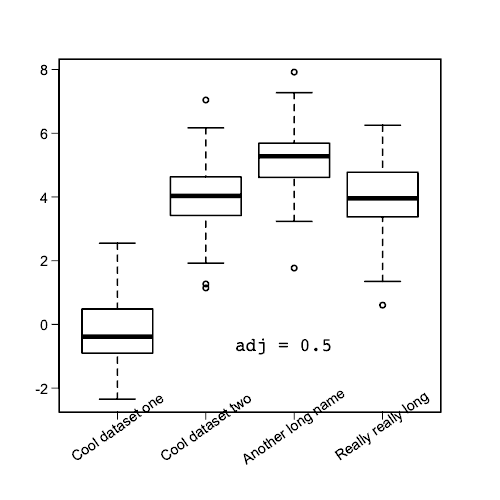 8
6
4
2
0
-2
adj = 0.5
Cool dataset one
Cool dataset two
Another long name
Really really long